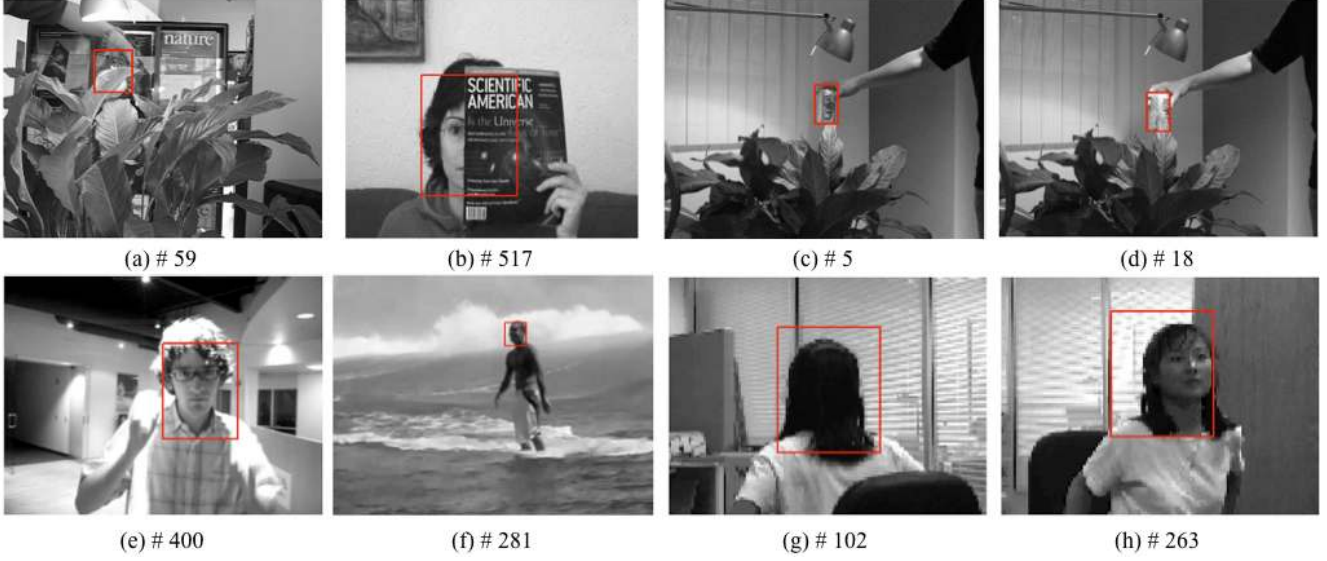 nature
SCIENTIFIC
AMERICAN
Is the Universe
(a) # 59
(b) # 517
(c) # 5
(d) # 18
(e) # 400
(f) # 281
(g) # 102
(h) # 263